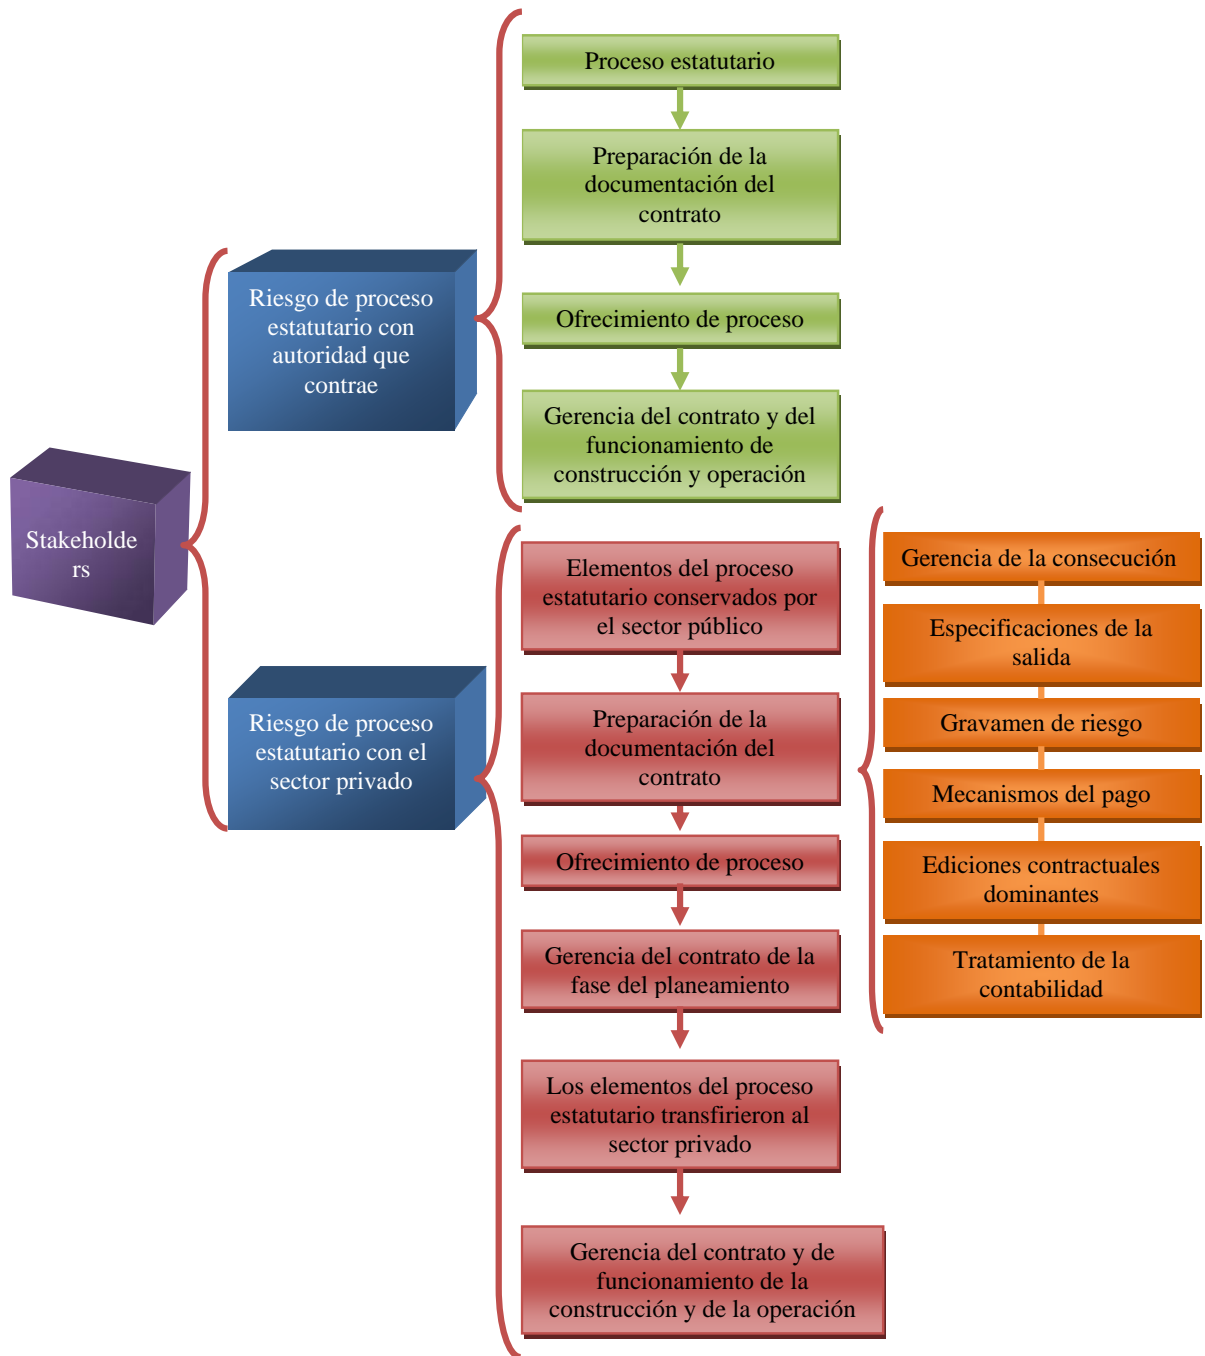 Stakeholde
rs
Riesgo de proceso
estatutario con
autoridad que
contrae
Proceso estatutario
Preparación de la
documentación del
contrato
Ofrecimiento de proceso
Gerencia del contrato y del
funcionamiento de
construcción y operación
Riesgo de proceso
estatutario con el
sector privado
Elementos del proceso
estatutario conservados por
el sector público
Preparación de la
documentación del
contrato
Ofrecimiento de proceso
Gerencia del contrato de la
fase del planeamiento
Los elementos del proceso
estatutario transfirieron al
sector privado
Gerencia del contrato y de
funcionamiento de la
construcción y de la operación
Gerencia de la consecución
Especificaciones de la
salida
Gravamen de riesgo
Mecanismos del pago
Ediciones contractuales
dominantes
Tratamiento de la
contabilidad